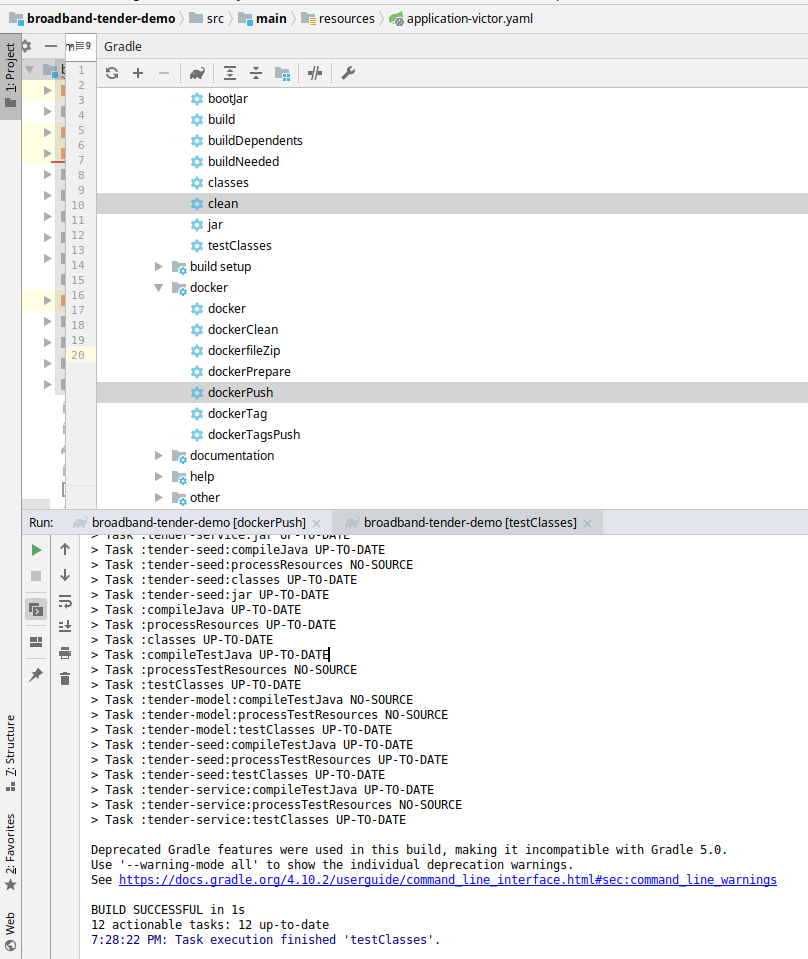 broadband-tender-demo src main resources application-victor.yaml
1: Project
Gradle
1
2
3
4
5
6
7
8
9
10
11
12
13
14
15
16
17
18
19
20
bootJar
build
buildDependents
buildNeeded
classes
clean
jar
testClasses
build setup
docker
docker
dockerClean
dockerfileZip
dockerPrepare
dockerPush
dockerTag
dockerTagsPush
documentation
help
other
Run: broadband-tender-demo [dockerPush] broadband-tender-demo [testClasses]
> Task :tender-service:jar UP-TO-DATE
> Task :tender-seed:compileJava UP-TO-DATE
> Task :tender-seed:processResources NO-SOURCE
> Task :tender-seed:classes UP-TO-DATE
> Task :tender-seed:jar UP-TO-DATE
> Task :compileJava UP-TO-DATE
> Task :processResources UP-TO-DATE
> Task :classes UP-TO-DATE
> Task :compileTestJava UP-TO-DATE
> Task :processTestResources NO-SOURCE
> Task :testClasses UP-TO-DATE
> Task :tender-model:compileTestJava NO-SOURCE
> Task :tender-model:processTestResources NO-SOURCE
> Task :tender-model:testClasses UP-TO-DATE
> Task :tender-seed:compileTestJava UP-TO-DATE
> Task :tender-seed:processTestResources UP-TO-DATE
> Task :tender-seed:testClasses UP-TO-DATE
> Task :tender-service:compileTestJava UP-TO-DATE
> Task :tender-service:processTestResources NO-SOURCE
> Task :tender-service:testClasses UP-TO-DATE
Deprecated Gradle features were used in this build, making it incompatible with Gradle 5.0.
Use '--warning-mode all' to show the individual deprecation warnings.
See https://docs.gradle.org/4.10.2/userguide/command_line_interface.html#sec:command_line_warnings
BUILD SUCCESSFUL in 1s
12 actionable tasks: 12 up-to-date
7:28:22 PM: Task execution finished 'testClasses'.
7: Structure
2: Favorites
Web